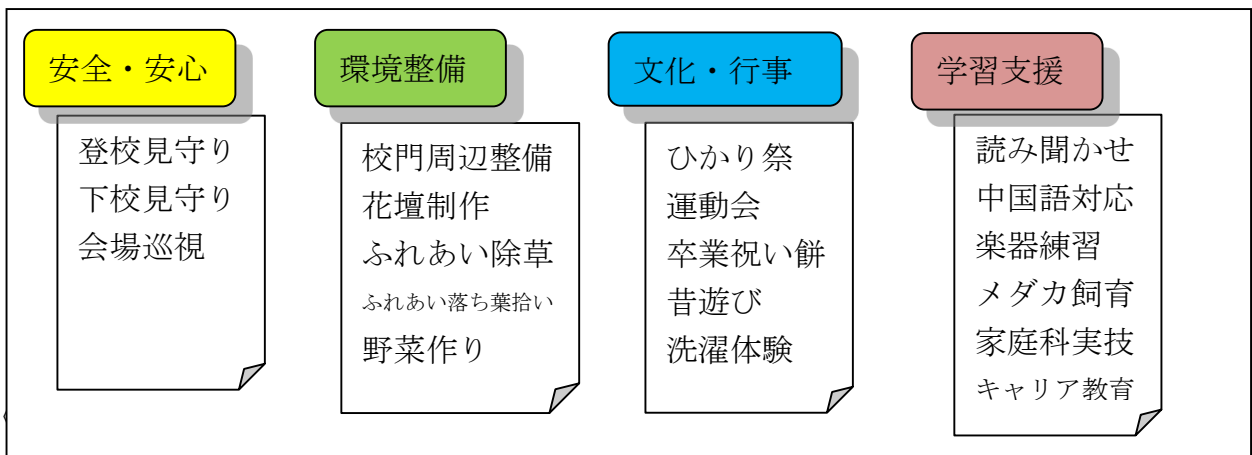 安全・安心
登校見守り
下校見守り
会場巡視
環境整備
校門周辺整備
花壇制作
ふれあい除草
ふれあい落ち葉拾い
野菜作り
文化・行事
ひかり祭
運動会
卒業祝い餅
昔遊び
洗濯体験
学習支援
読み聞かせ
中国語対応
楽器練習
メダカ飼育
家庭科実技
キャリア教育